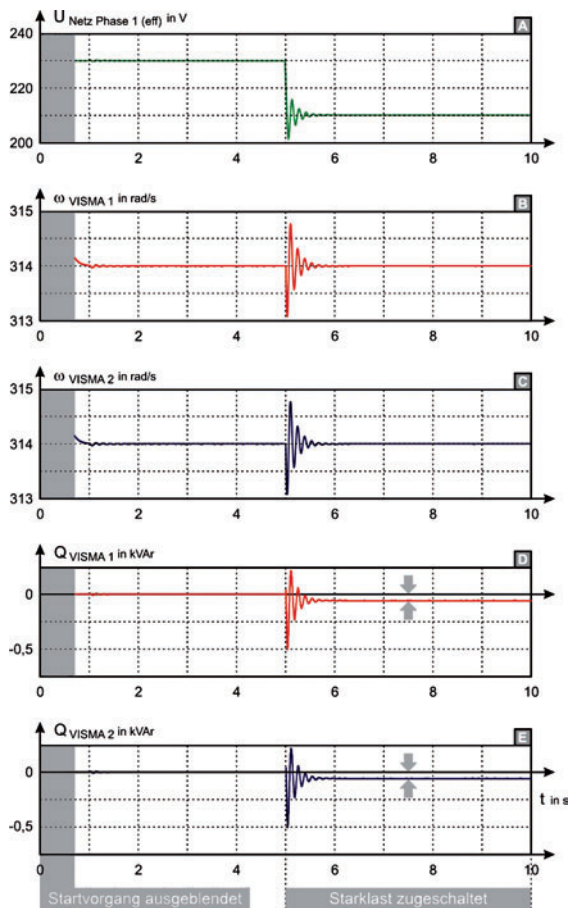 U Netz Phase 1 (eff) in V
A
240
220
200
0 2 4 6 8 10
ω VISMA 1 in rad/s
B
315
314
313
0 2 4 6 8 10
ω VISMA 2 in rad/s
C
315
314
313
0 2 4 6 8 10
Q VISMA 1 in kVAr
D
0
-0,5
0 2 4 6 8 10
Q VISMA 2 in kVAr
E
0
t in s
-0,5
0 2 4 6 8 10
Startvorgang ausgeblendet
Starklast zugeschaltet